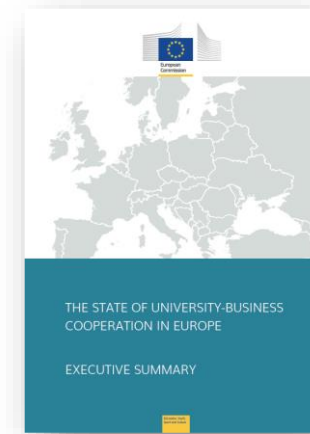 European
Commission
THE STATE OF UNIVERSITY-BUSINESS
COOPERATION IN EUROPE
EXECUTIVE SUMMARY